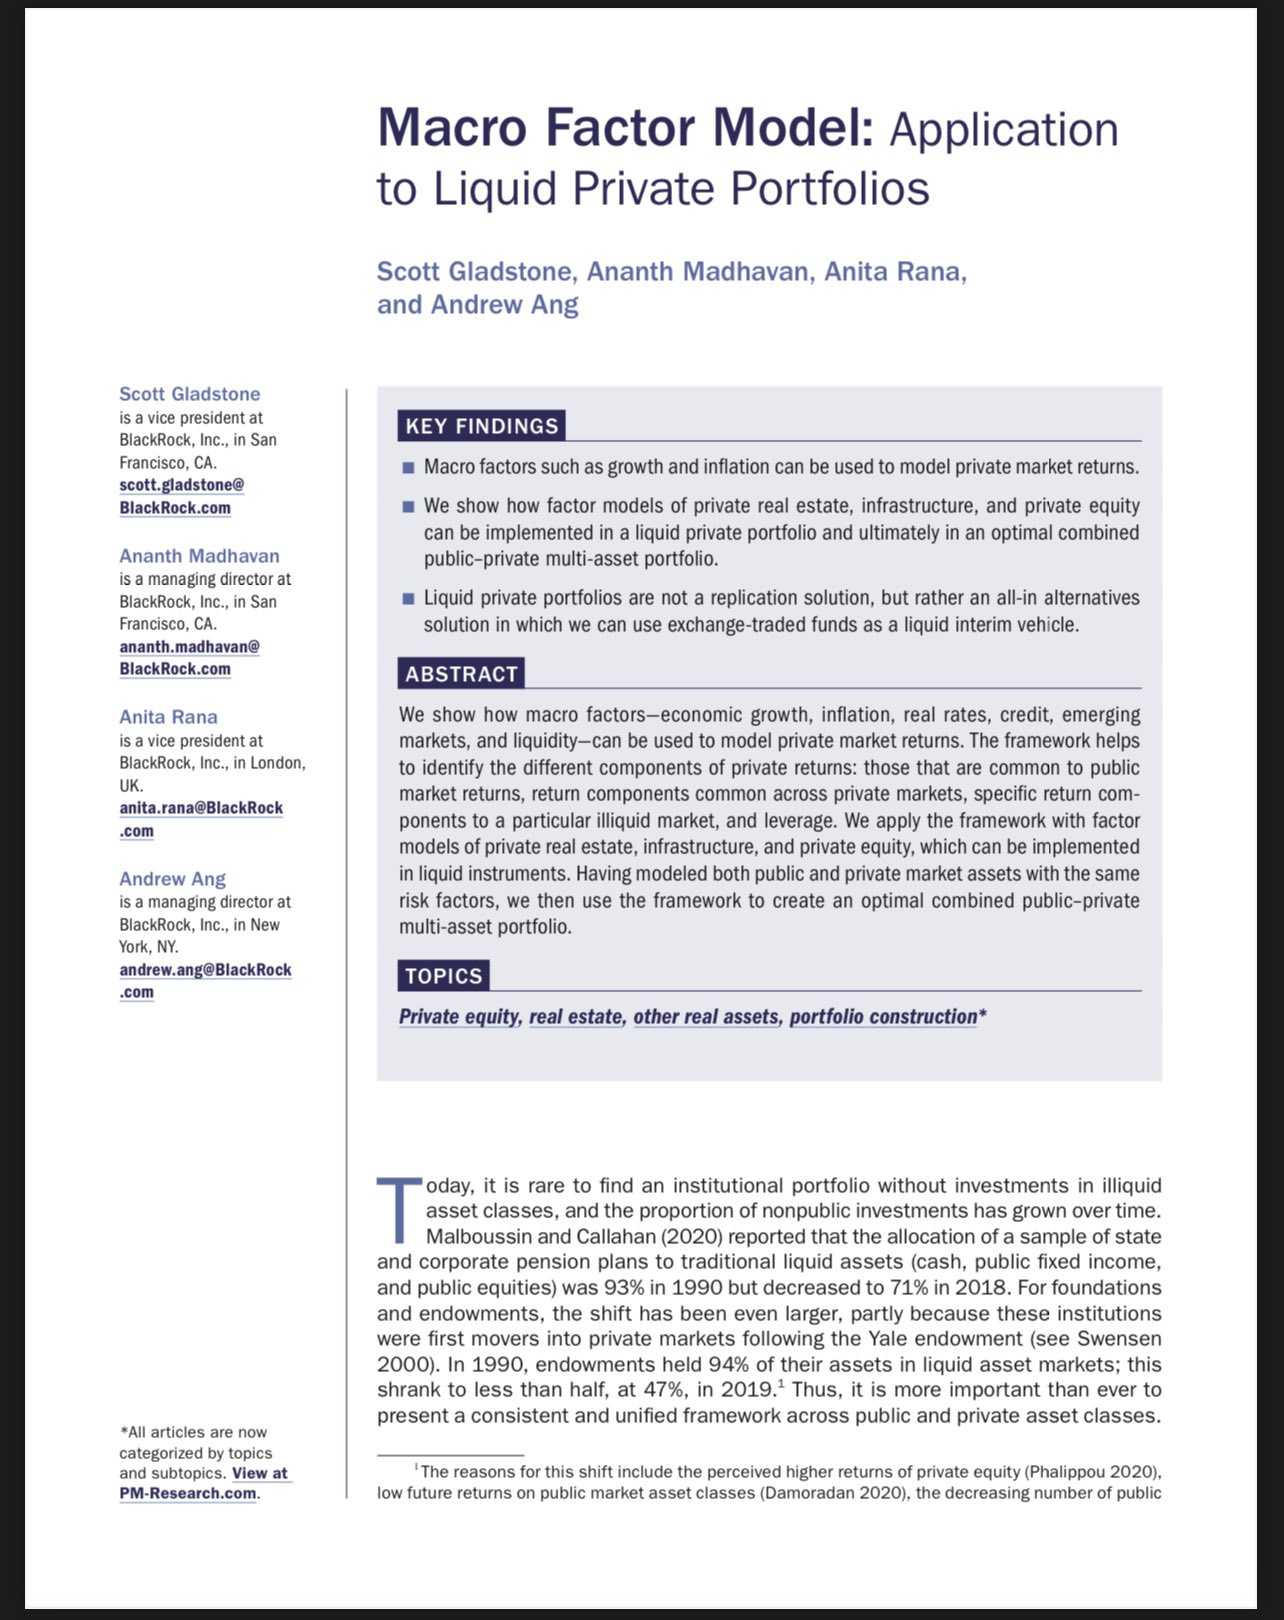 Macro Factor Model: Application
to Liquid Private Portfolios
Scott Gladstone, Ananth Madhavan, Anita Rana,
and Andrew Ang
Scott Gladstone
is a vice president at
BlackRock, Inc., in San
Francisco, CA.
scott.gladstone@
BlackRock.com
Ananth Madhavan
is a managing director at
BlackRock, Inc., in San
Francisco, CA.
ananth.madhavan@
BlackRock.com
Anita Rana
is a vice president at
BlackRock, Inc., in London,
UK.
anita.rana@BlackRock
.com
Andrew Ang
is a managing director at
BlackRock, Inc., in New
York, NY.
andrew.ang@BlackRock
.com
*All articles are now
categorized by topics
and subtopics. View at
PM-Research.com.
KEY FINDINGS
■ Macro factors such as growth and inflation can be used to model private market returns.
■ We show how factor models of private real estate, infrastructure, and private equity
can be implemented in a liquid private portfolio and ultimately in an optimal combined
public–private multi-asset portfolio.
■ Liquid private portfolios are not a replication solution, but rather an all-in alternatives
solution in which we can use exchange-traded funds as a liquid interim vehicle.
ABSTRACT
We show how macro factors—economic growth, inflation, real rates, credit, emerging
markets, and liquidity—can be used to model private market returns. The framework helps
to identify the different components of private returns: those that are common to public
market returns, return components common across private markets, specific return com-
ponents to a particular illiquid market, and leverage. We apply the framework with factor
models of private real estate, infrastructure, and private equity, which can be implemented
in liquid instruments. Having modeled both public and private market assets with the same
risk factors, we then use the framework to create an optimal combined public–private
multi-asset portfolio.
TOPICS
Private equity, real estate, other real assets, portfolio construction*
Today, it is rare to find an institutional portfolio without investments in illiquid
asset classes, and the proportion of nonpublic investments has grown over time.
Malboussin and Callahan (2020) reported that the allocation of a sample of state
and corporate pension plans to traditional liquid assets (cash, public fixed income,
and public equities) was 93% in 1990 but decreased to 71% in 2018. For foundations
and endowments, the shift has been even larger, partly because these institutions
were first movers into private markets following the Yale endowment (see Swensen
2000). In 1990, endowments held 94% of their assets in liquid asset markets; this
shrank to less than half, at 47%, in 2019.¹ Thus, it is more important than ever to
present a consistent and unified framework across public and private asset classes.
¹The reasons for this shift include the perceived higher returns of private equity (Phalippou 2020),
low future returns on public market asset classes (Damoradan 2020), the decreasing number of public